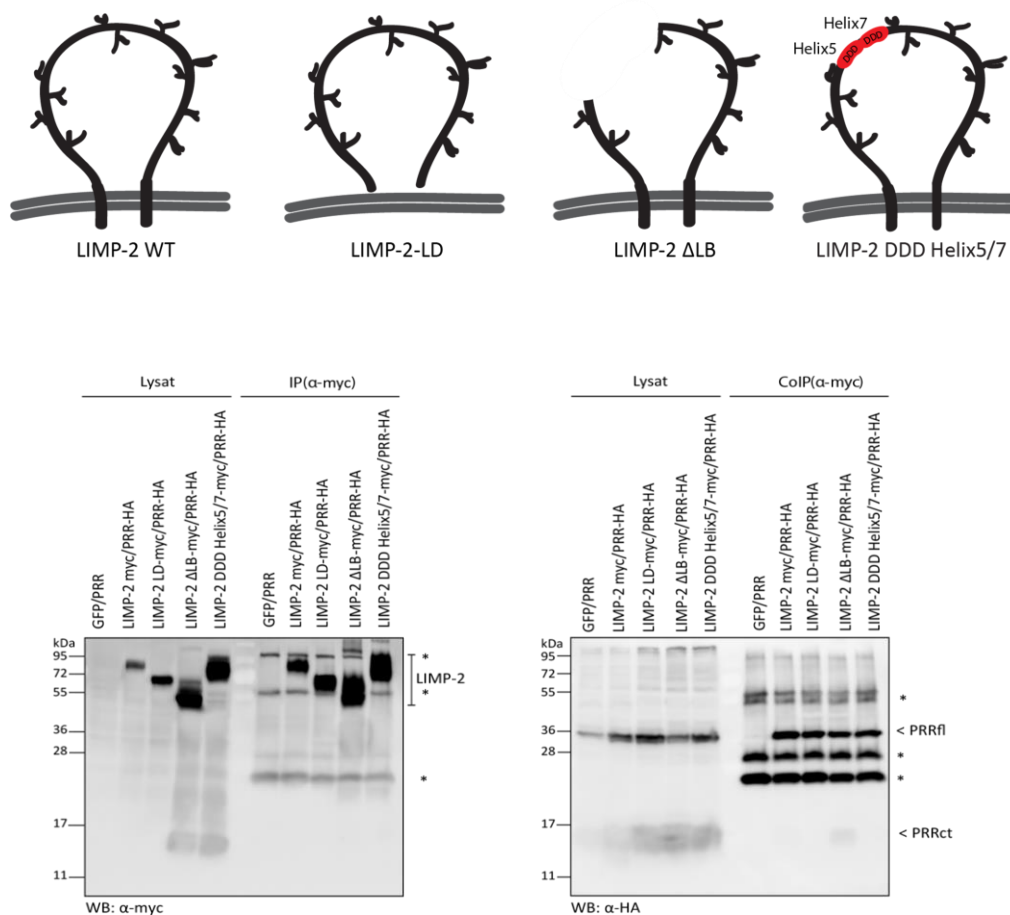 Helix7
Helix5
DDD DDD
LIMP-2 WT
LIMP-2-LD
LIMP-2 ΔLB
LIMP-2 DDD Helix5/7
Lysat
IP(α-myc)
GFP/PRR
LIMP-2 myc/PRR-HA
LIMP-2 LD-myc/PRR-HA
LIMP-2 ΔLB-myc/PRR-HA
LIMP-2 DDD Helix5/7-myc/PRR-HA
GFP/PRR
LIMP-2 myc/PRR-HA
LIMP-2 LD-myc/PRR-HA
LIMP-2 ΔLB-myc/PRR-HA
LIMP-2 DDD Helix5/7-myc/PRR-HA
kDa
95
72
55
36
28
17
11
*
LIMP-2
*
*
WB: α-myc
Lysat
CoIP(α-myc)
GFP/PRR
LIMP-2 myc/PRR-HA
LIMP-2 LD-myc/PRR-HA
LIMP-2 ΔLB-myc/PRR-HA
LIMP-2 DDD Helix5/7-myc/PRR-HA
GFP/PRR
LIMP-2 myc/PRR-HA
LIMP-2 LD-myc/PRR-HA
LIMP-2 ΔLB-myc/PRR-HA
LIMP-2 DDD Helix5/7-myc/PRR-HA
kDa
95
72
55
36
28
17
11
*
< PRRfl
*
*
< PRRct
WB: α-HA